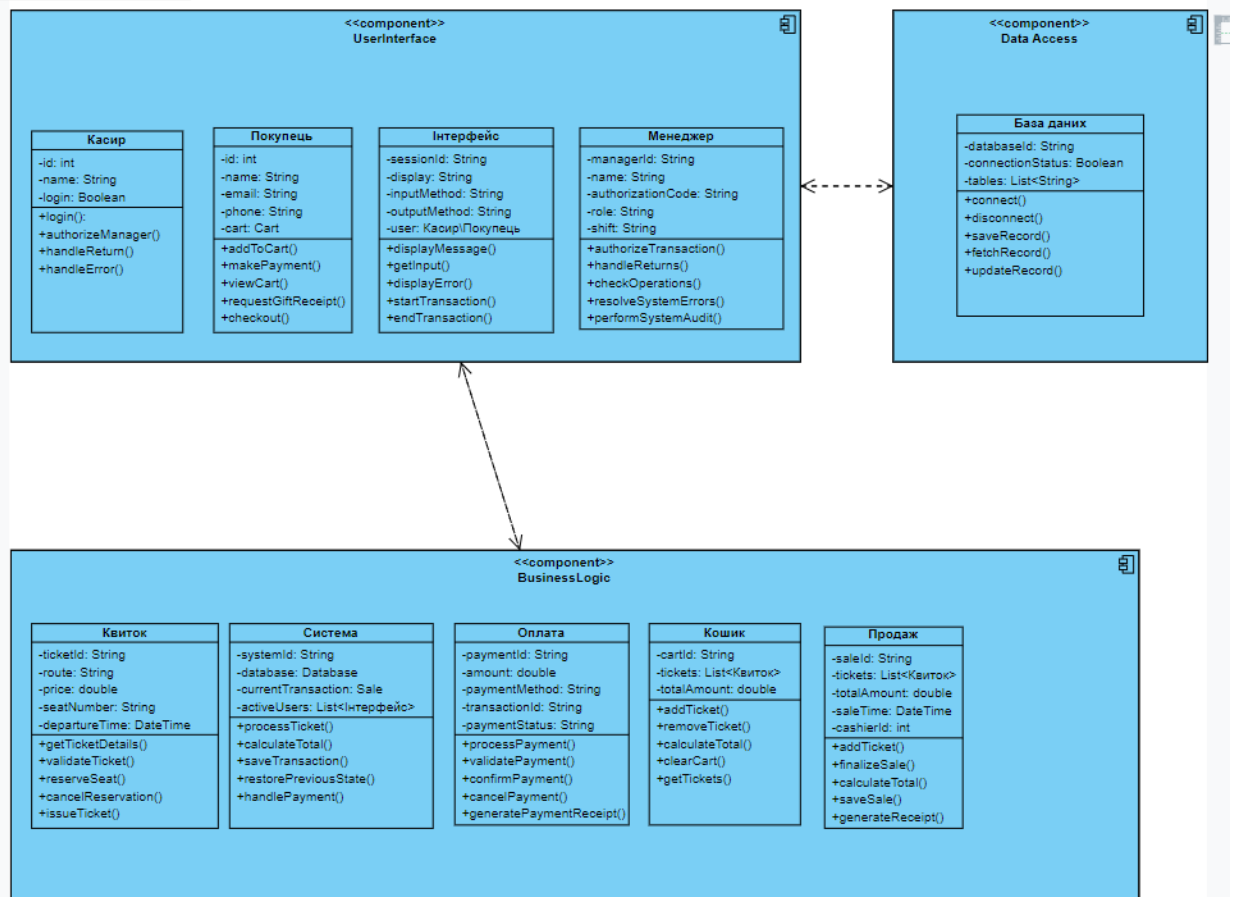 <<component>>
UserInterface
Касир
-id: int
-name: String
-login: Boolean
+login():
+authorizeManager()
+handleReturn()
+handleError()
Покупець
-id: int
-name: String
-email: String
-phone: String
-cart: Cart
+addToCart()
+makePayment()
+viewCart()
+requestGiftReceipt()
+checkout()
Інтерфейс
-sessionId: String
-display: String
-inputMethod: String
-outputMethod: String
-user: Касир\Покупець
+displayMessage()
+getInput()
+displayError()
+startTransaction()
+endTransaction()
Менеджер
-managerId: String
-name: String
-authorizationCode: String
-role: String
-shift: String
+authorizeTransaction()
+handleReturns()
+checkOperations()
+resolveSystemErrors()
+performSystemAudit()
<<component>>
Data Access
База даних
-databaseId: String
-connectionStatus: Boolean
-tables: List<String>
+connect()
+disconnect()
+saveRecord()
+fetchRecord()
+updateRecord()
<<component>>
BusinessLogic
Квиток
-ticketId: String
-route: String
-price: double
-seatNumber: String
-departureTime: DateTime
+getTicketDetails()
+validateTicket()
+reserveSeat()
+cancelReservation()
+issueTicket()
Система
-systemId: String
-database: Database
-currentTransaction: Sale
-activeUsers: List<Інтерфейс>
+processTicket()
+calculateTotal()
+saveTransaction()
+restorePreviousState()
+handlePayment()
Оплата
-paymentId: String
-amount: double
-paymentMethod: String
-transactionId: String
-paymentStatus: String
+processPayment()
+validatePayment()
+confirmPayment()
+cancelPayment()
+generatePaymentReceipt()
Кошик
-cartId: String
-tickets: List<Квиток>
-totalAmount: double
+addTicket()
+removeTicket()
+calculateTotal()
+clearCart()
+getTickets()
Продаж
-saleId: String
-tickets: List<Квиток>
-totalAmount: double
-saleTime: DateTime
-cashierId: int
+addTicket()
+finalizeSale()
+calculateTotal()
+saveSale()
+generateReceipt()